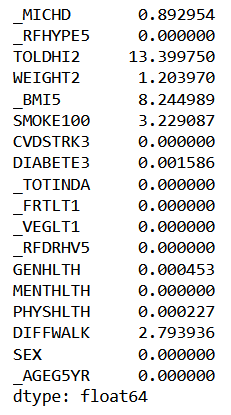 _MICHD 0.892954
_RFHYPE5 0.000000
TOLDHI2 13.399750
WEIGHT2 1.203970
_BMI5 8.244989
SMOKE100 3.229087
CVDSTRK3 0.000000
DIABETE3 0.001586
_TOTINDA 0.000000
_FRTLT1 0.000000
_VEGLT1 0.000000
_RFDRHV5 0.000000
GENHLTH 0.000453
MENTHLTH 0.000000
PHYSHLTH 0.000227
DIFFWALK 2.793936
SEX 0.000000
_AGEG5YR 0.000000
dtype: float64